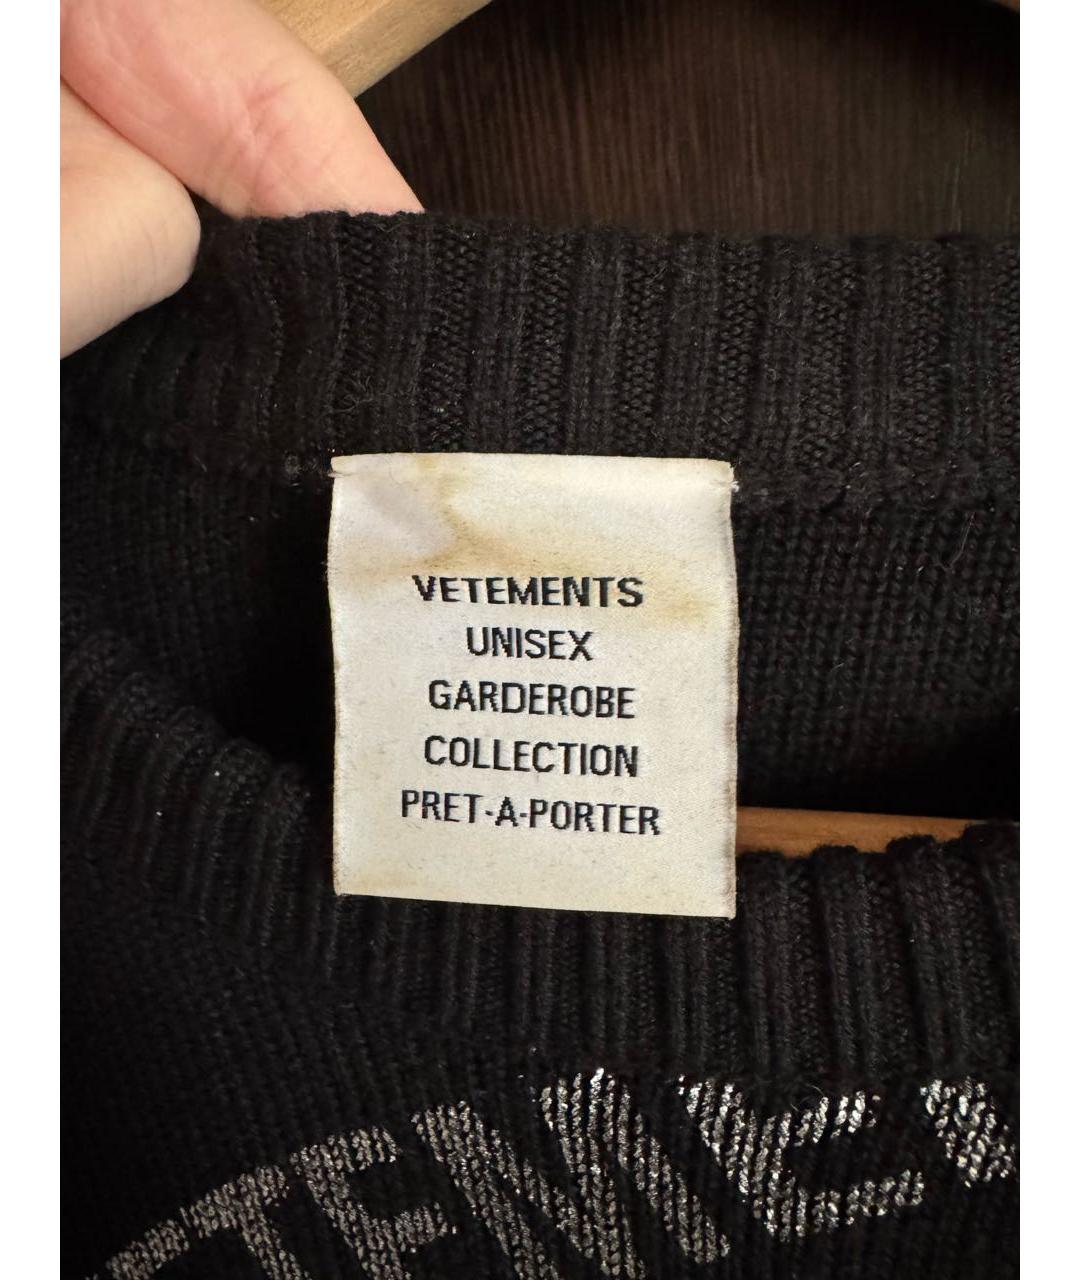 VETEMENTS
UNISEX
GARDEROBE
COLLECTION
PRET-A-PORTER